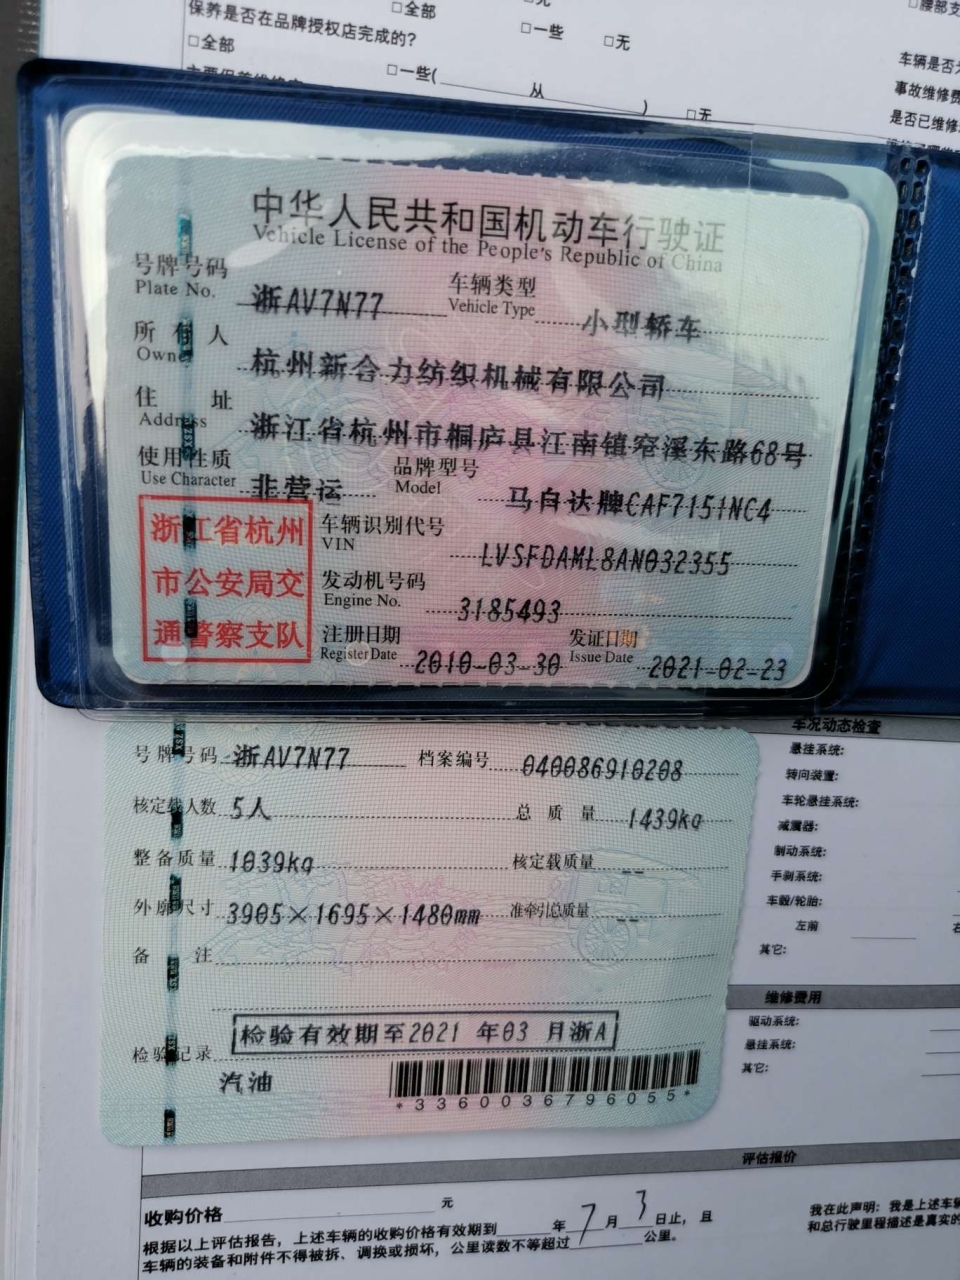 保养是否在品牌授权店完成的?
□全部
□一些
□无
□全部
□一些(
从
)
□无
车辆是否
事故维修费
是否已维修
中华人民共和国机动车行驶证
Vehicle License of the People's Republic of China
号牌号码 浙AV7N77 车辆类型 小型轿车
Plate No. Vehicle Type
所有人 杭州新合力纺织机械有限公司
Owner
住址 浙江省杭州市桐庐县江南镇窄溪东路68号
Address
使用性质 非营运 品牌型号 马自达牌CAF7151NC4
Use Character Model
浙江省杭州
市公安局交
通警察支队
车辆识别代号 LVSFDAML8AN032355
VIN
发动机号码 3185493
Engine No.
注册日期 2010-03-30 发证日期 2021-02-23
Register Date Issue Date
号牌号码 浙AV7N77 档案编号 040086910208
核定载人数 5人 总质量 1439kg
整备质量 1039kg 核定载质量 --
外廓尺寸 3905×1695×1480mm 准牵引总质量 --
备注
检验有效期至2021 年03 月浙A
检验记录
汽油
*3360036796055*
车况动态检查
悬挂系统:
转向装置:
车轮悬挂系统:
减震器:
制动系统:
手刹系统:
车毂/轮胎:
左前
其它:
维修费用
驱动系统:
悬挂系统:
其它:
评估报价
收购价格 元
根据以上评估报告,上述车辆的收购价格有效期到 年 7 月 3 日止,且
车辆的装备和附件不得被拆、调换或损坏,公里读数不等超过 公里。
我在此声明:我是上述车辆
和总行驶里程描述是真实的